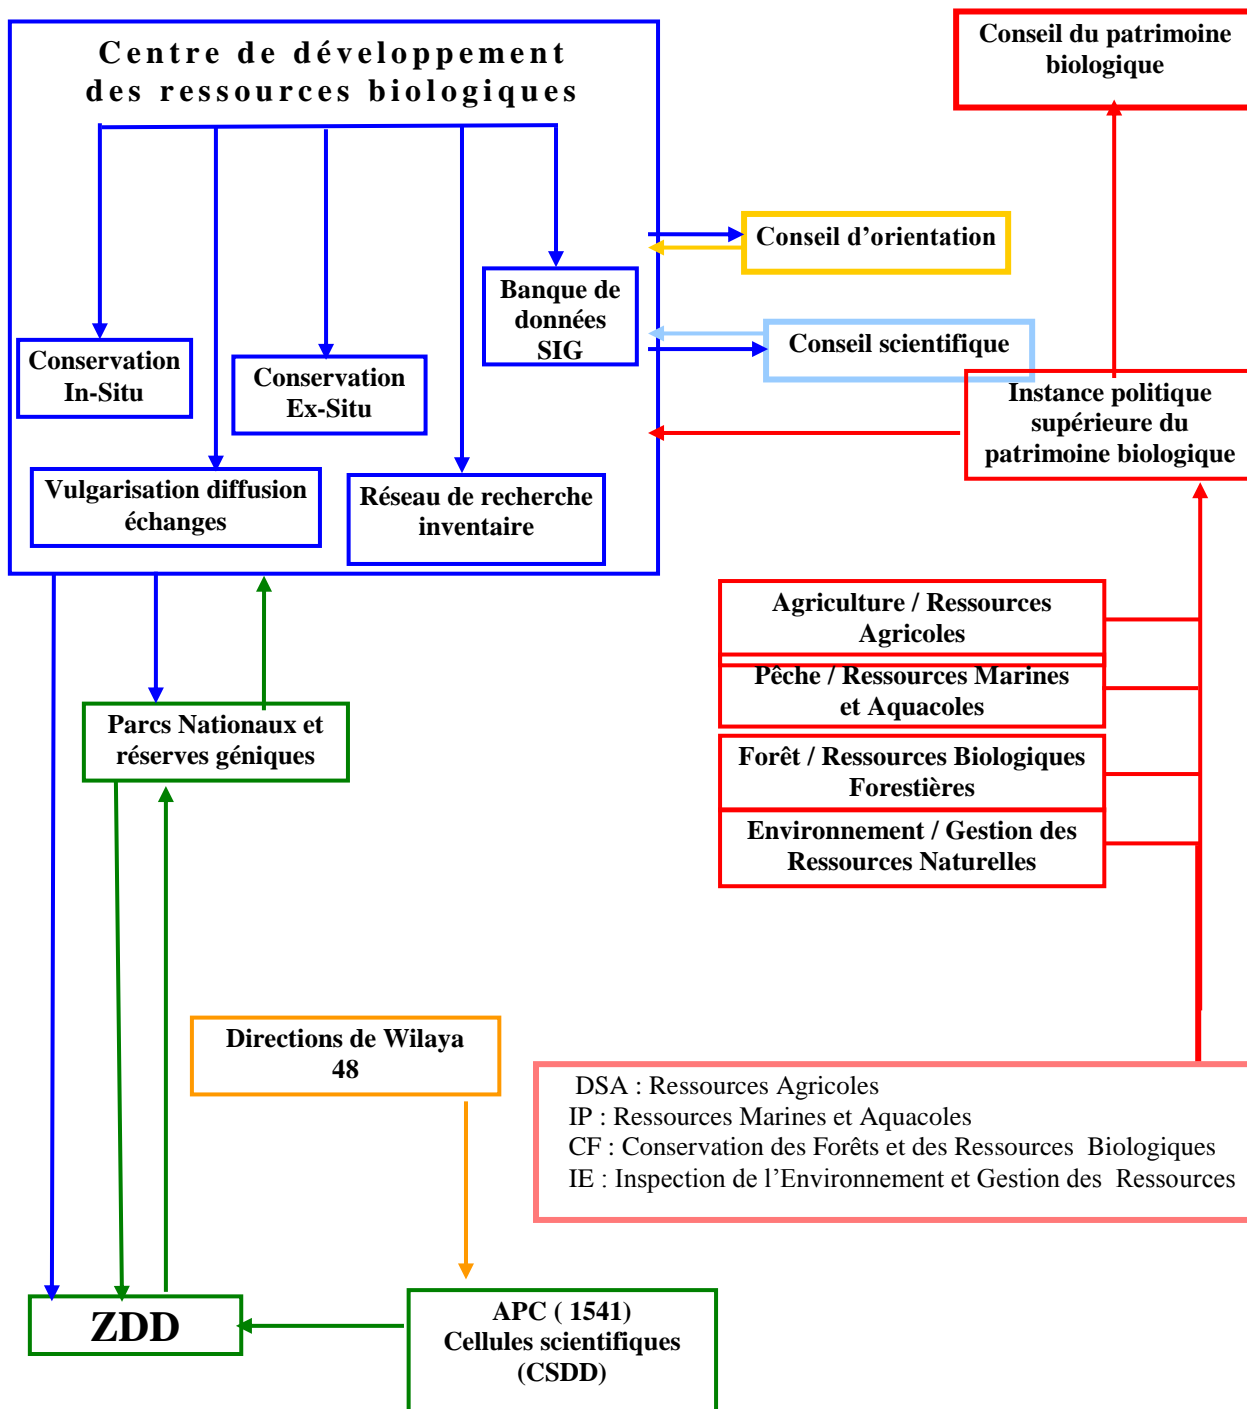 Centre de développement
des ressources biologiques
Conseil du patrimoine
biologique
Conseil d’orientation
Banque de
données
SIG
Conseil scientifique
Conservation
In-Situ
Conservation
Ex-Situ
Instance politique
supérieure du
patrimoine biologique
Vulgarisation diffusion
échanges
Réseau de recherche
inventaire
Agriculture / Ressources
Agricoles
Pêche / Ressources Marines
et Aquacoles
Forêt / Ressources Biologiques
Forestières
Environnement / Gestion des
Ressources Naturelles
Parcs Nationaux et
réserves géniques
Directions de Wilaya
48
DSA : Ressources Agricoles
IP : Ressources Marines et Aquacoles
CF : Conservation des Forêts et des Ressources Biologiques
IE : Inspection de l’Environnement et Gestion des Ressources
ZDD
APC ( 1541)
Cellules scientifiques
(CSDD)